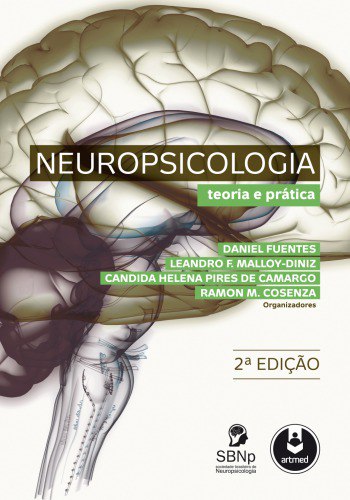 NEUROPSICOLOGIA
teoria e prática
DANIEL FUENTES
LEANDRO F. MALLOY-DINIZ
CANDIDA HELENA PIRES DE CAMARGO
RAMON M. COSENZA
Organizadores
2ª EDIÇÃO
SBNp
sociedade brasileira de
Neuropsicologia
artmed